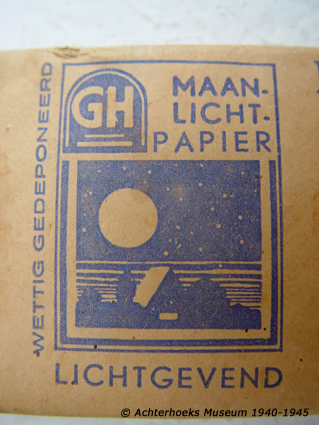 GH
MAAN-
LICHT-
PAPIER
WETTIG GEDEPONEERD
LICHTGEVEND
© Achterhoeks Museum 1940-1945